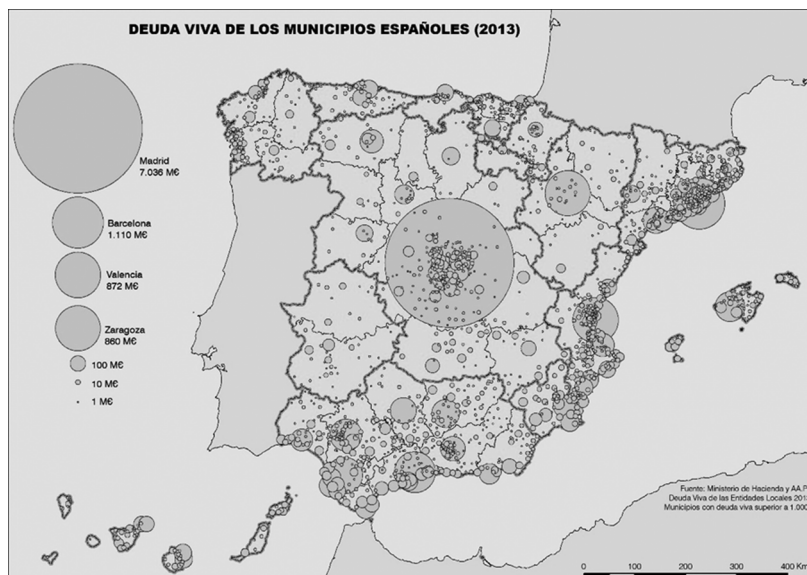 DEUDA VIVA DE LOS MUNICIPIOS ESPAÑOLES (2013)
Madrid
7.036 M€
Barcelona
1.110 M€
Valencia
872 M€
Zaragoza
860 M€
100 M€
10 M€
1 M€
Fuente: Ministerio de Hacienda y AA.P
Deuda Viva de las Entidades Locales 201
Municipios con deuda viva superior a 1.000
0 100 200 300 400 Km